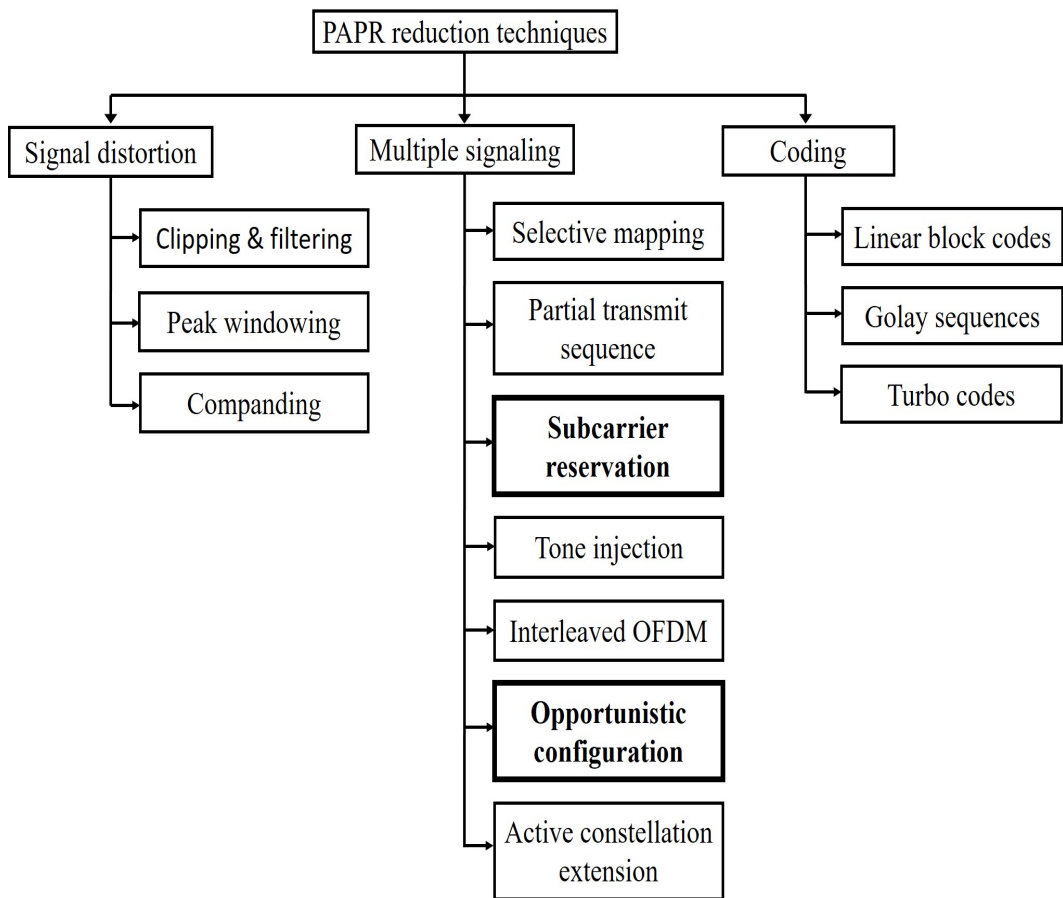 PAPR reduction techniques
Signal distortion
Multiple signaling
Coding
Clipping & filtering
Peak windowing
Companding
Selective mapping
Partial transmit
sequence
Subcarrier
reservation
Tone injection
Interleaved OFDM
Opportunistic
configuration
Active constellation
extension
Linear block codes
Golay sequences
Turbo codes